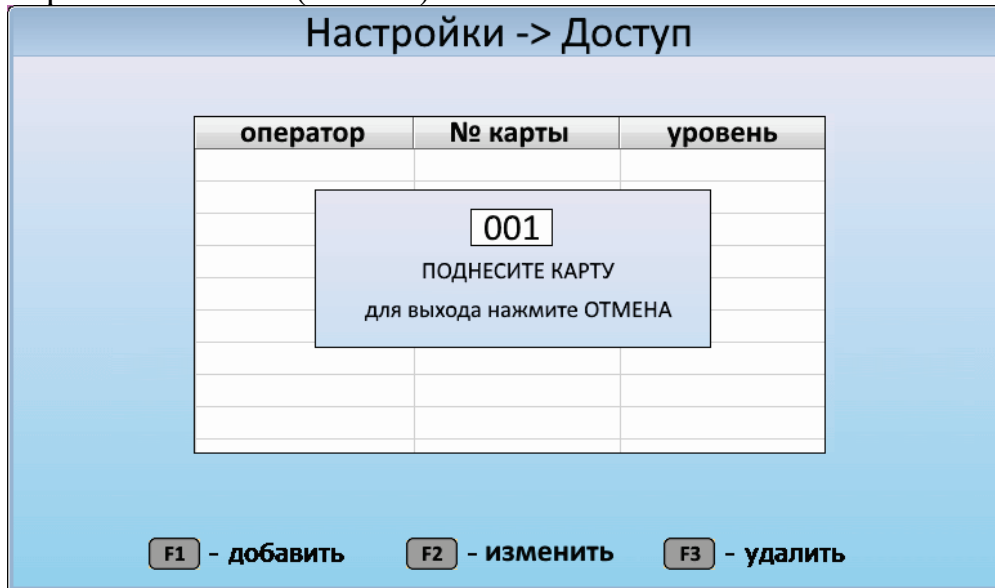 Настройки -> Доступ
оператор № карты уровень
001
ПОДНЕСИТЕ КАРТУ
для выхода нажмите ОТМЕНА
F1 - добавить F2 - изменить F3 - удалить